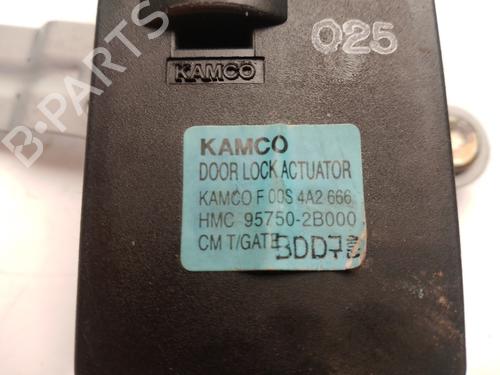 025
KAMCO
KAMCO
DOOR LOCK ACTUATOR
KAMCO F 00S 4A2 666
HMC 95750-2B000
CM T/GATE
B-PARTS